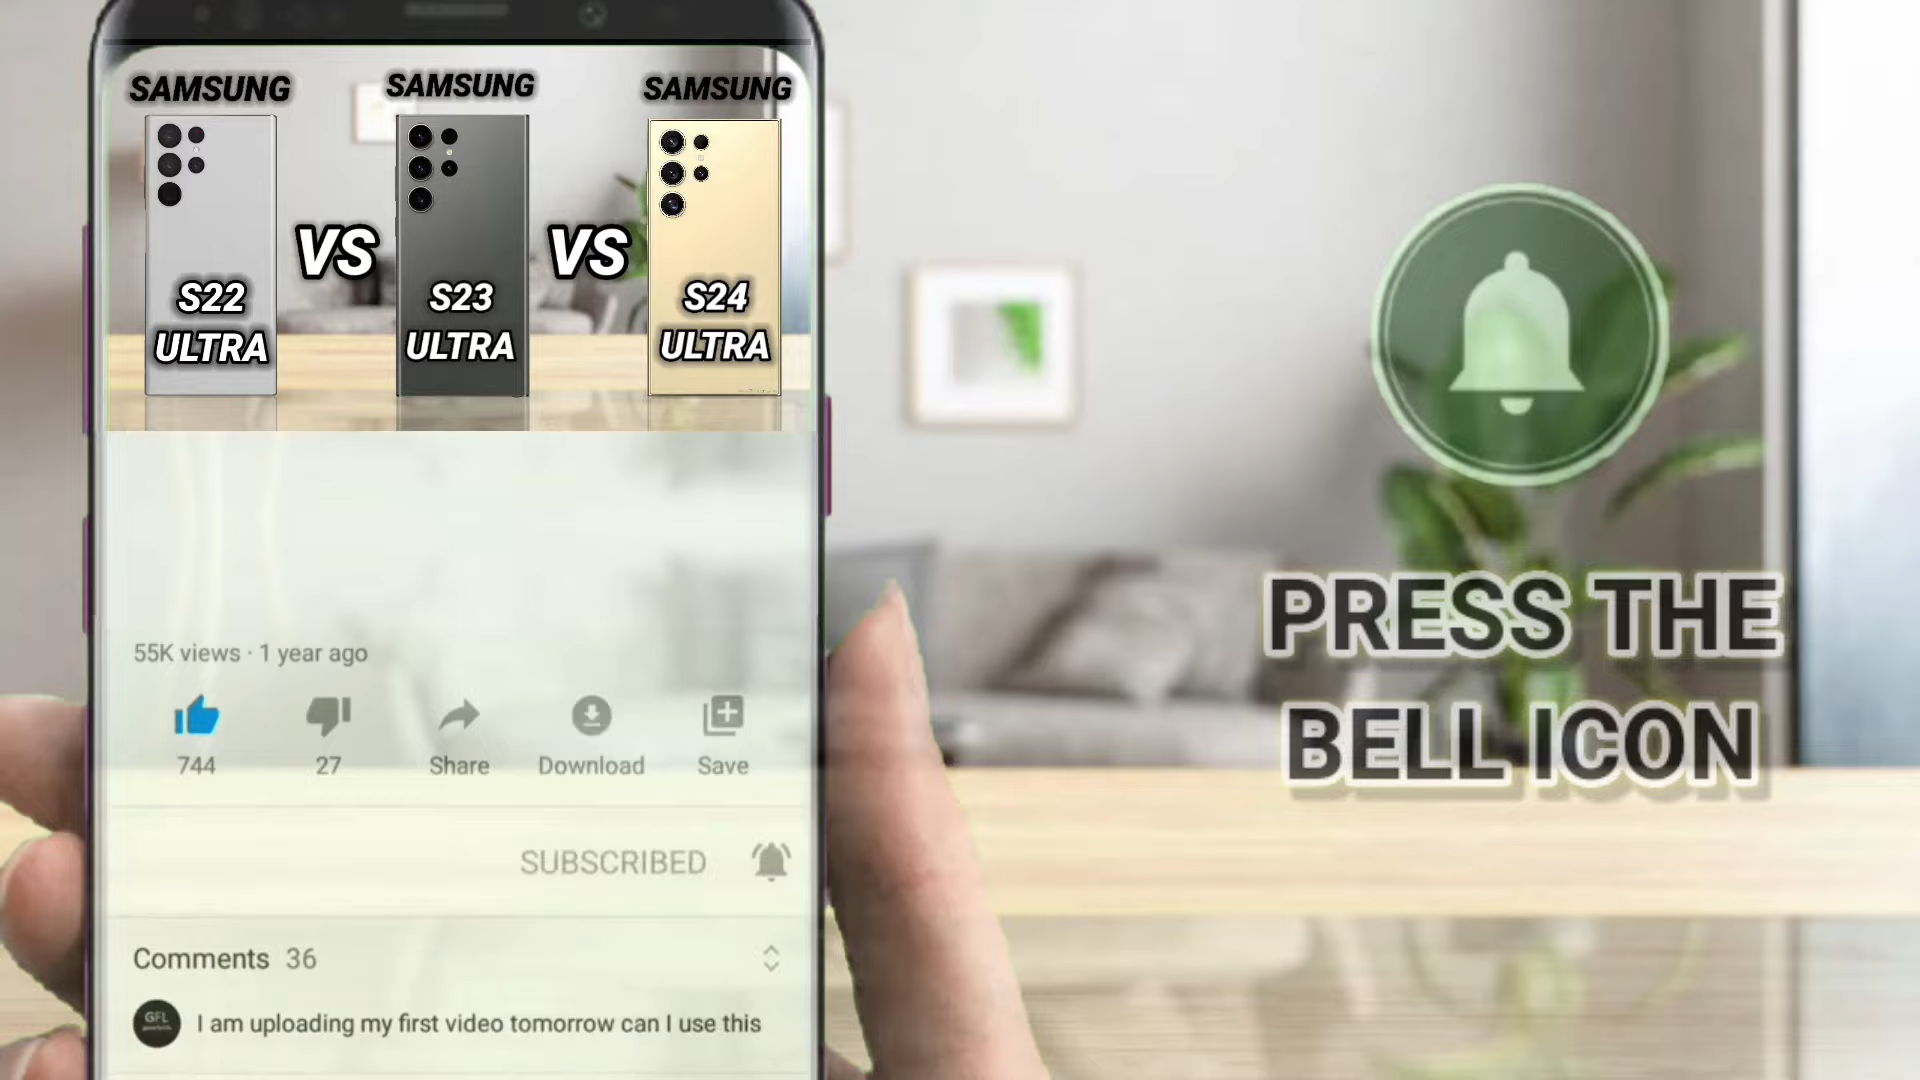 SAMSUNG
SAMSUNG
SAMSUNG
VS
VS
S22
ULTRA
S23
ULTRA
S24
ULTRA
55K views · 1 year ago
744
27
Share
Download
Save
SUBSCRIBED
Comments 36
GFL
I am uploading my first video tomorrow can I use this
PRESS THE
BELL ICON